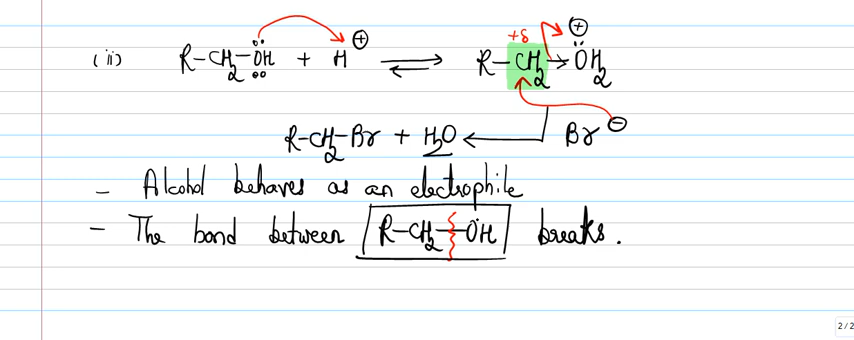 (ii) R-CH₂-ÖH + H⊕ ⇌ R-CH₂→ÖH₂ +δ ⊕
R-CH₂-Br + H₂O ← Br⊖
- Alcohol behaves as an electrophile
- The bond between R-CH₂-ÖH breaks.
2/2